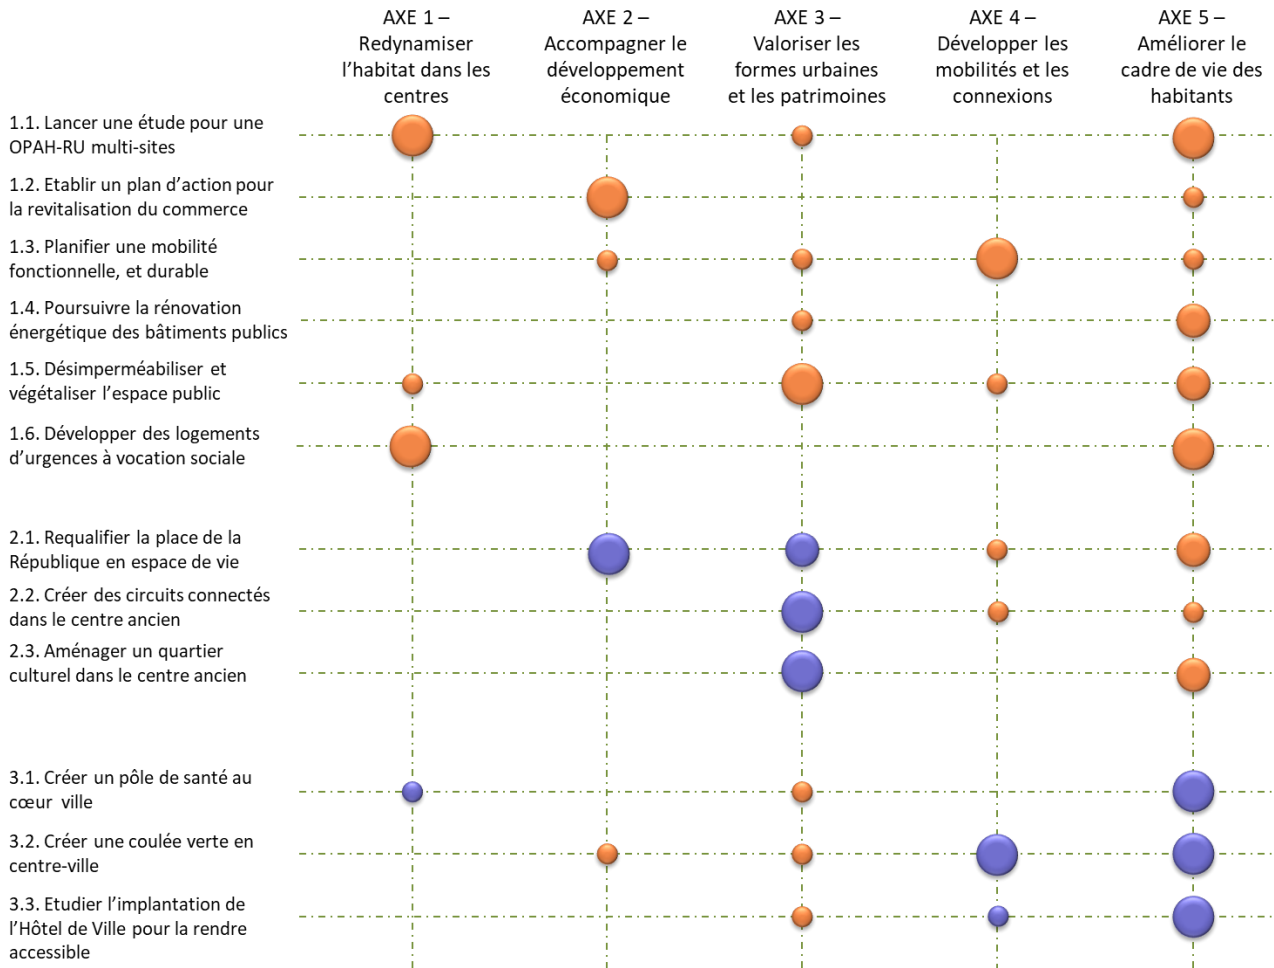 AXE 1 –
Redynamiser
l’habitat dans les
centres
AXE 2 –
Accompagner le
développement
économique
AXE 3 –
Valoriser les
formes urbaines
et les patrimoines
AXE 4 –
Développer les
mobilités et les
connexions
AXE 5 –
Améliorer le
cadre de vie des
habitants
1.1. Lancer une étude pour une
OPAH-RU multi-sites
1.2. Etablir un plan d’action pour
la revitalisation du commerce
1.3. Planifier une mobilité
fonctionnelle, et durable
1.4. Poursuivre la rénovation
énergétique des bâtiments publics
1.5. Désimperméabiliser et
végétaliser l’espace public
1.6. Développer des logements
d’urgences à vocation sociale
2.1. Requalifier la place de la
République en espace de vie
2.2. Créer des circuits connectés
dans le centre ancien
2.3. Aménager un quartier
culturel dans le centre ancien
3.1. Créer un pôle de santé au
cœur ville
3.2. Créer une coulée verte en
centre-ville
3.3. Etudier l’implantation de
l’Hôtel de Ville pour la rendre
accessible